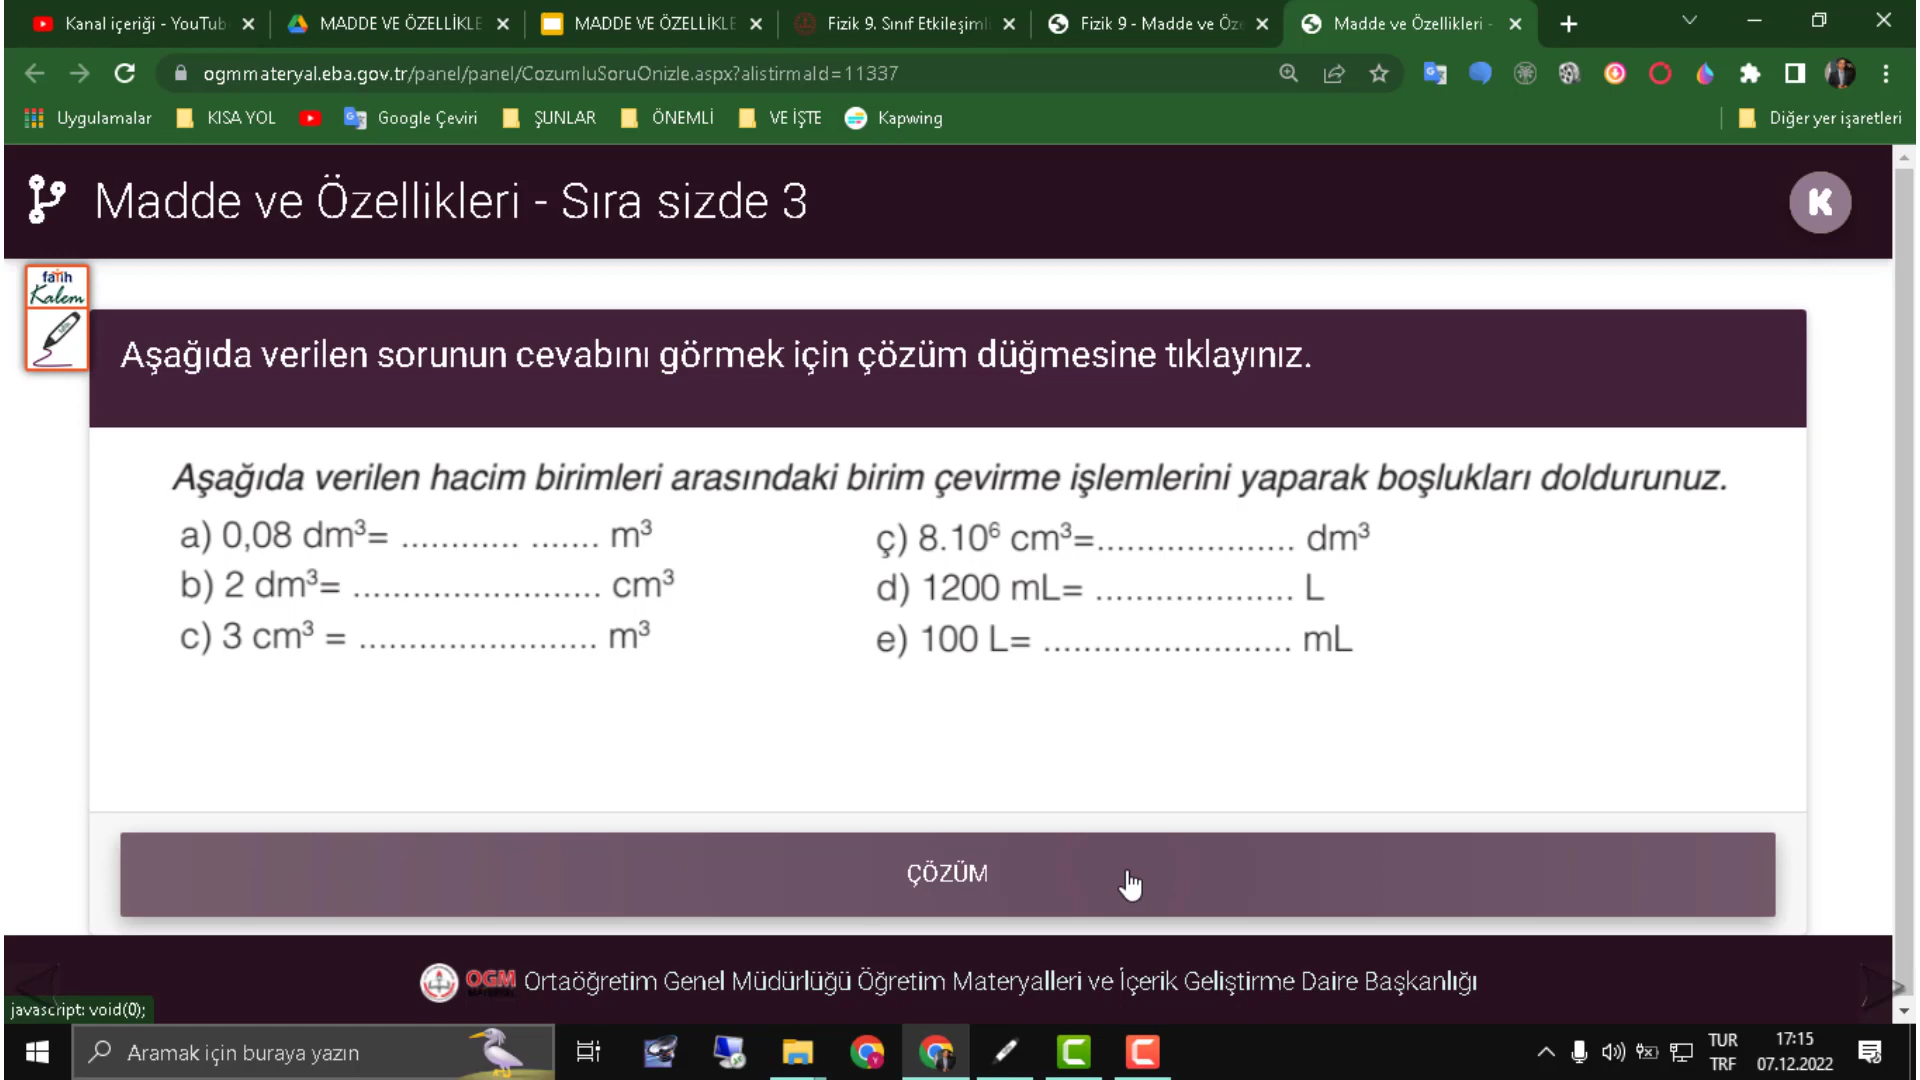 Kanal içeriği - YouTub
MADDE VE ÖZELLİKLE
MADDE VE ÖZELLİKLE
Fizik 9. Sınıf Etkileşimli
Fizik 9 - Madde ve Öze
Madde ve Özellikleri -
ogmmateryal.eba.gov.tr/panel/panel/CozumluSoruOnizle.aspx?alistirmaId=11337
Uygulamalar
KISA YOL
Google Çeviri
ŞUNLAR
ÖNEMLİ
VE İŞTE
Kapwing
Diğer yer işaretleri
Madde ve Özellikleri - Sıra sizde 3
K
fatih
Kalem
Aşağıda verilen sorunun cevabını görmek için çözüm düğmesine tıklayınız.
Aşağıda verilen hacim birimleri arasındaki birim çevirme işlemlerini yaparak boşlukları doldurunuz.
a) 0,08 dm³= ............ ....... m³
b) 2 dm³= ......................... cm³
c) 3 cm³ = ........................ m³
ç) 8.10⁶ cm³=.................... dm³
d) 1200 mL= .................... L
e) 100 L= ......................... mL
ÇÖZÜM
OGM Ortaöğretim Genel Müdürlüğü Öğretim Materyalleri ve İçerik Geliştirme Daire Başkanlığı
javascript: void(0);
Aramak için buraya yazın
TUR
TRF
17:15
07.12.2022